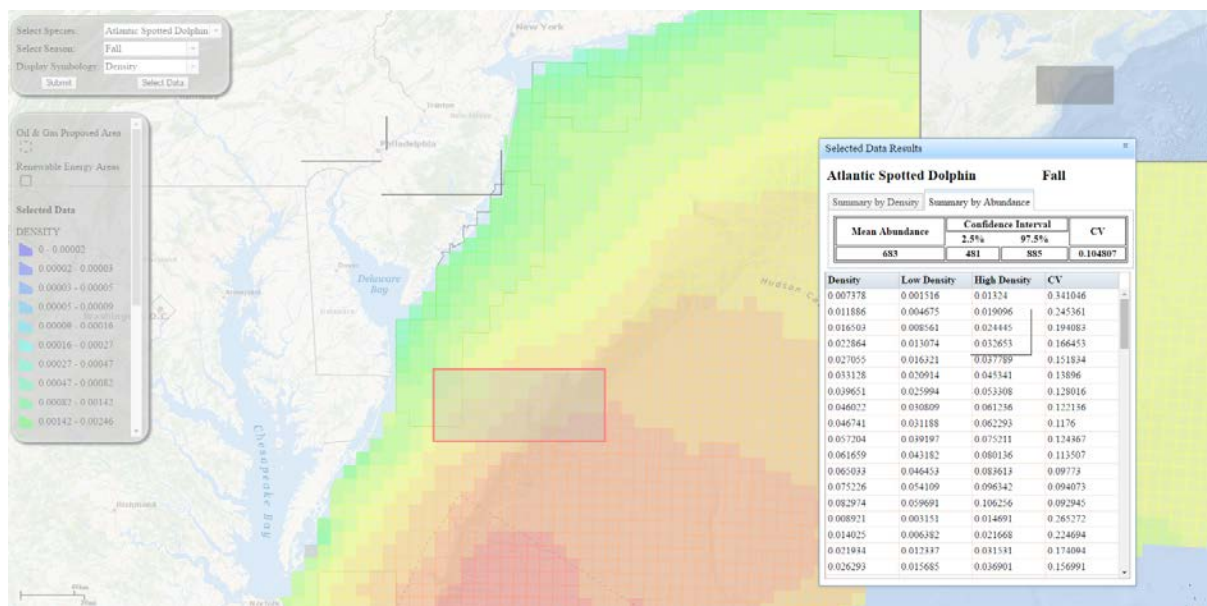 Select Species: Atlantic Spotted Dolphin
Select Season: Fall
Display Symbology: Density
Submit Select Data
Oil & Gas Proposed Area
Renewable Energy Areas
Selected Data
DENSITY
0 - 0.00002
0.00002 - 0.00003
0.00003 - 0.00005
0.00005 - 0.00009
0.00009 - 0.00016
0.00016 - 0.00027
0.00027 - 0.00047
0.00047 - 0.00082
0.00082 - 0.00142
0.00142 - 0.00246
New York
Trenton
Philadelphia
Dover
Delaware
Bay
Annapolis
Chesapeake Bay
Richmond
Norfolk
Hudson
Selected Data Results
Atlantic Spotted Dolphin Fall
Summary by Density Summary by Abundance
Mean Abundance Confidence Interval CV
2.5% 97.5%
683 481 885 0.104807
Density Low Density High Density CV
0.007378 0.001516 0.01324 0.341046
0.011886 0.004675 0.019096 0.245361
0.016503 0.008561 0.024445 0.194083
0.022864 0.013074 0.032653 0.166453
0.027055 0.016321 0.037789 0.151834
0.033128 0.020914 0.045341 0.13896
0.039651 0.025994 0.053308 0.128016
0.046022 0.030809 0.061236 0.122136
0.046741 0.031188 0.062293 0.1176
0.057204 0.039197 0.075211 0.124367
0.061659 0.043182 0.080136 0.113507
0.065033 0.046453 0.083613 0.09773
0.075226 0.054109 0.096342 0.094073
0.082974 0.059691 0.106256 0.092945
0.008921 0.003151 0.014691 0.265272
0.014025 0.006382 0.021668 0.224694
0.021934 0.012337 0.031531 0.174094
0.026293 0.015685 0.036901 0.156991